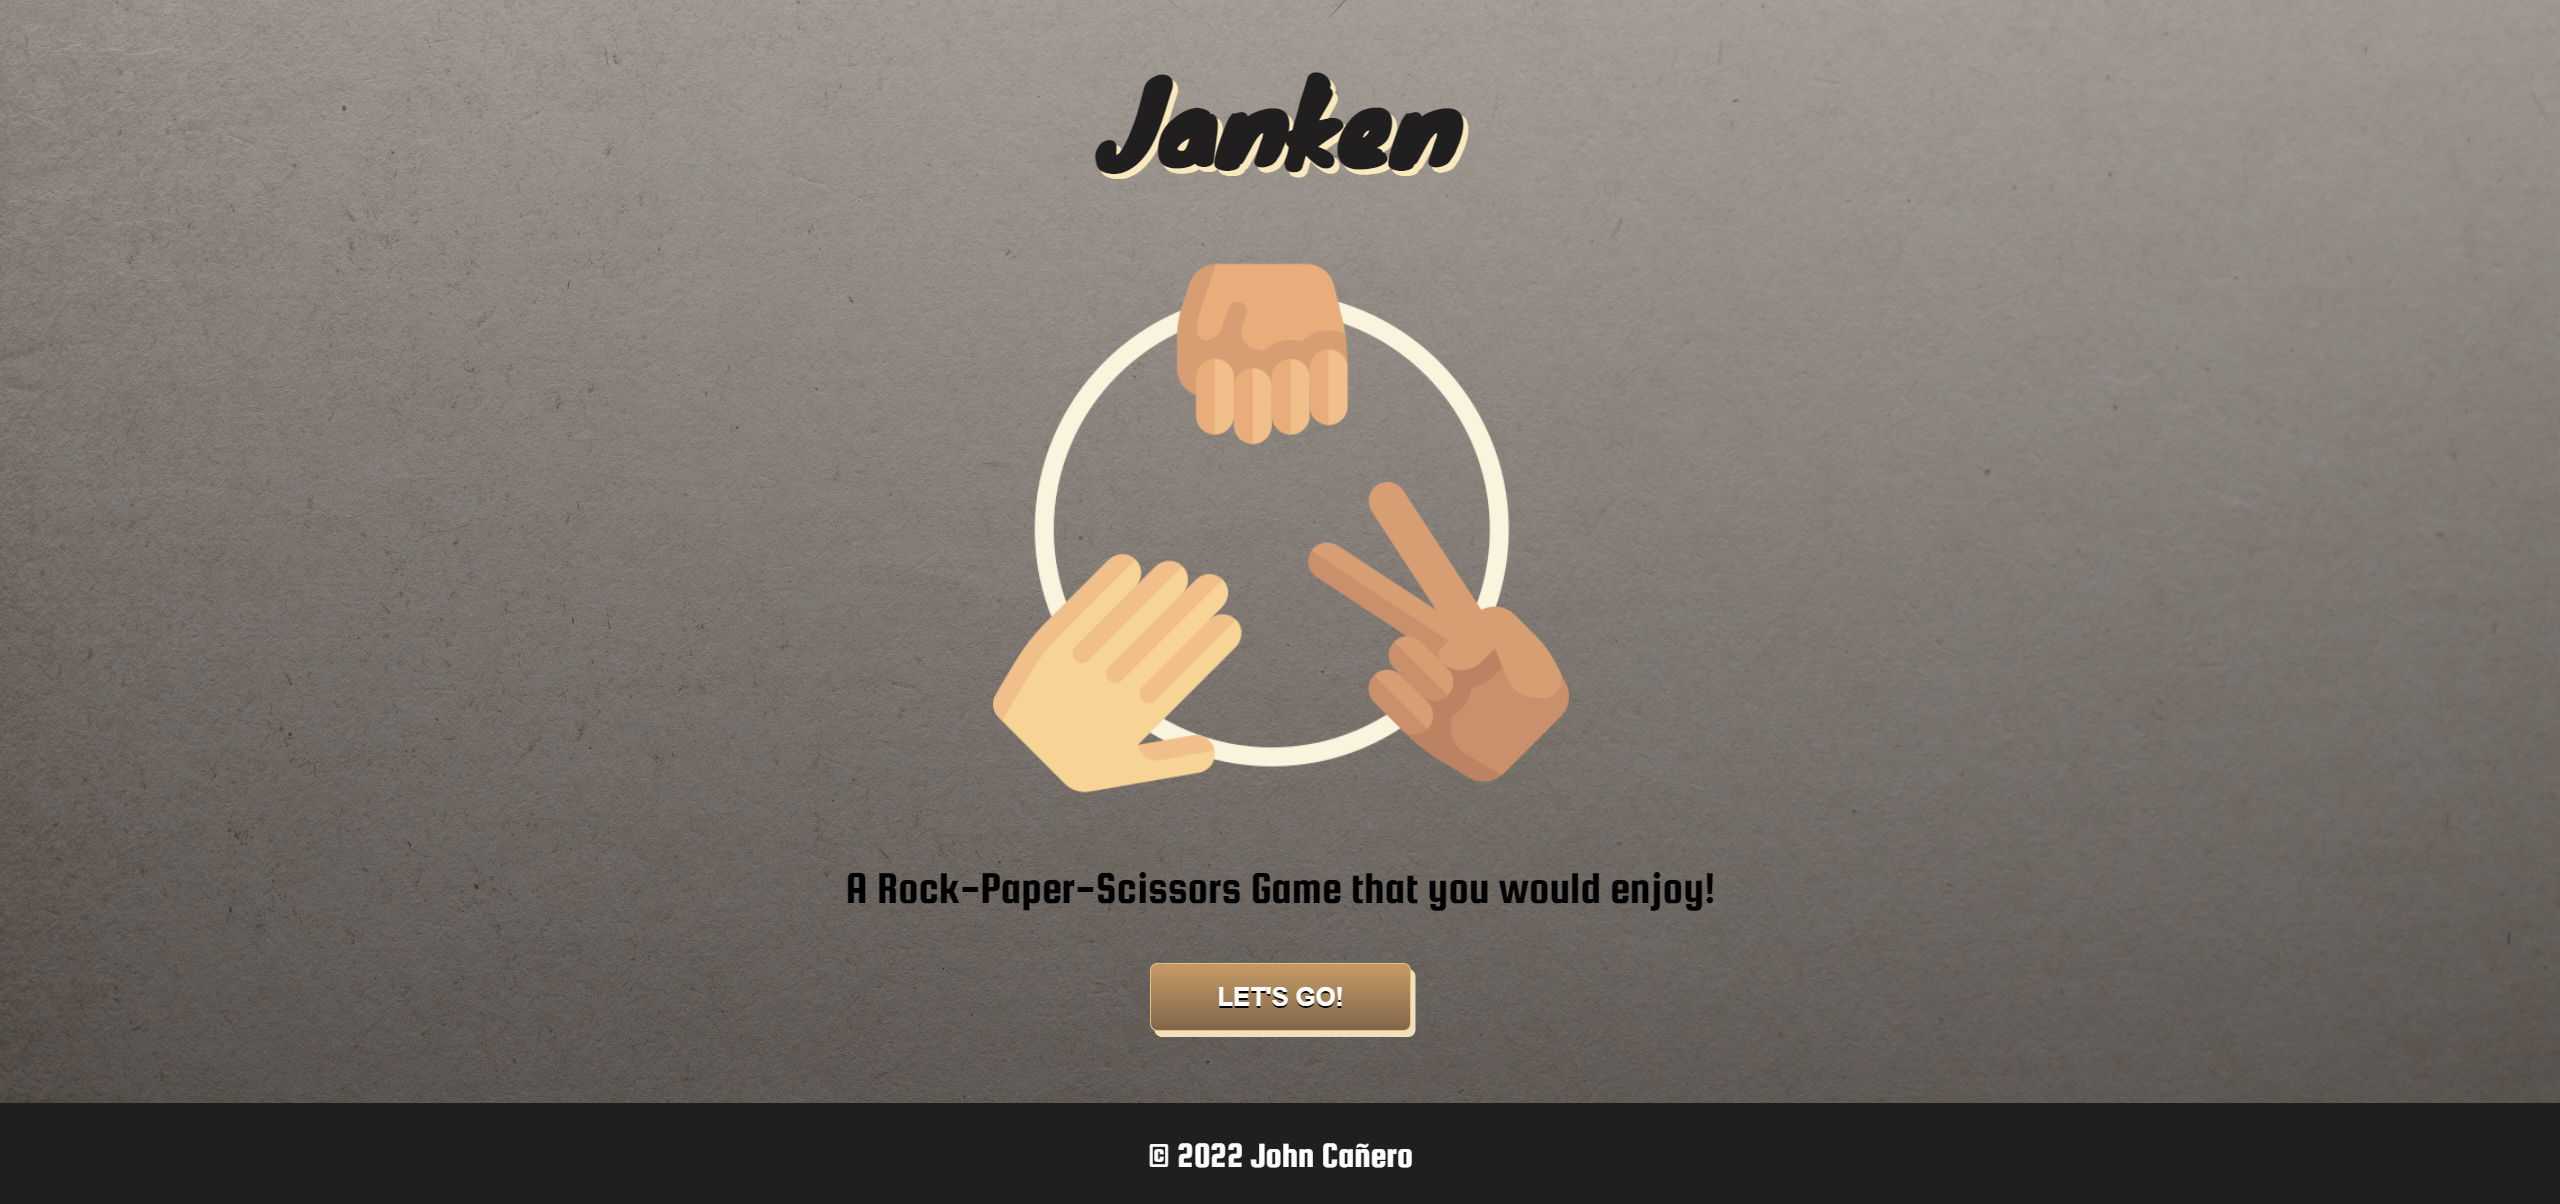 Janken
A Rock-Paper-Scissors Game that you would enjoy!
LET'S GO!
© 2022 John Cañero